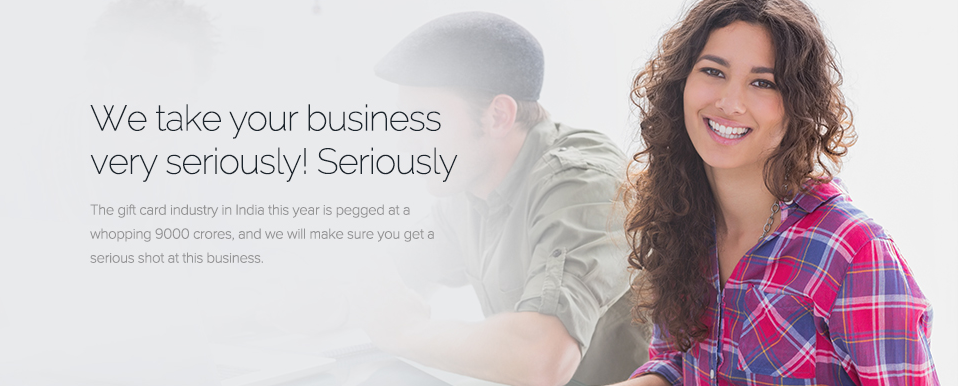 We take your business
very seriously! Seriously
The gift card industry in India this year is pegged at a
whopping 9000 crores, and we will make sure you get a
serious shot at this business.